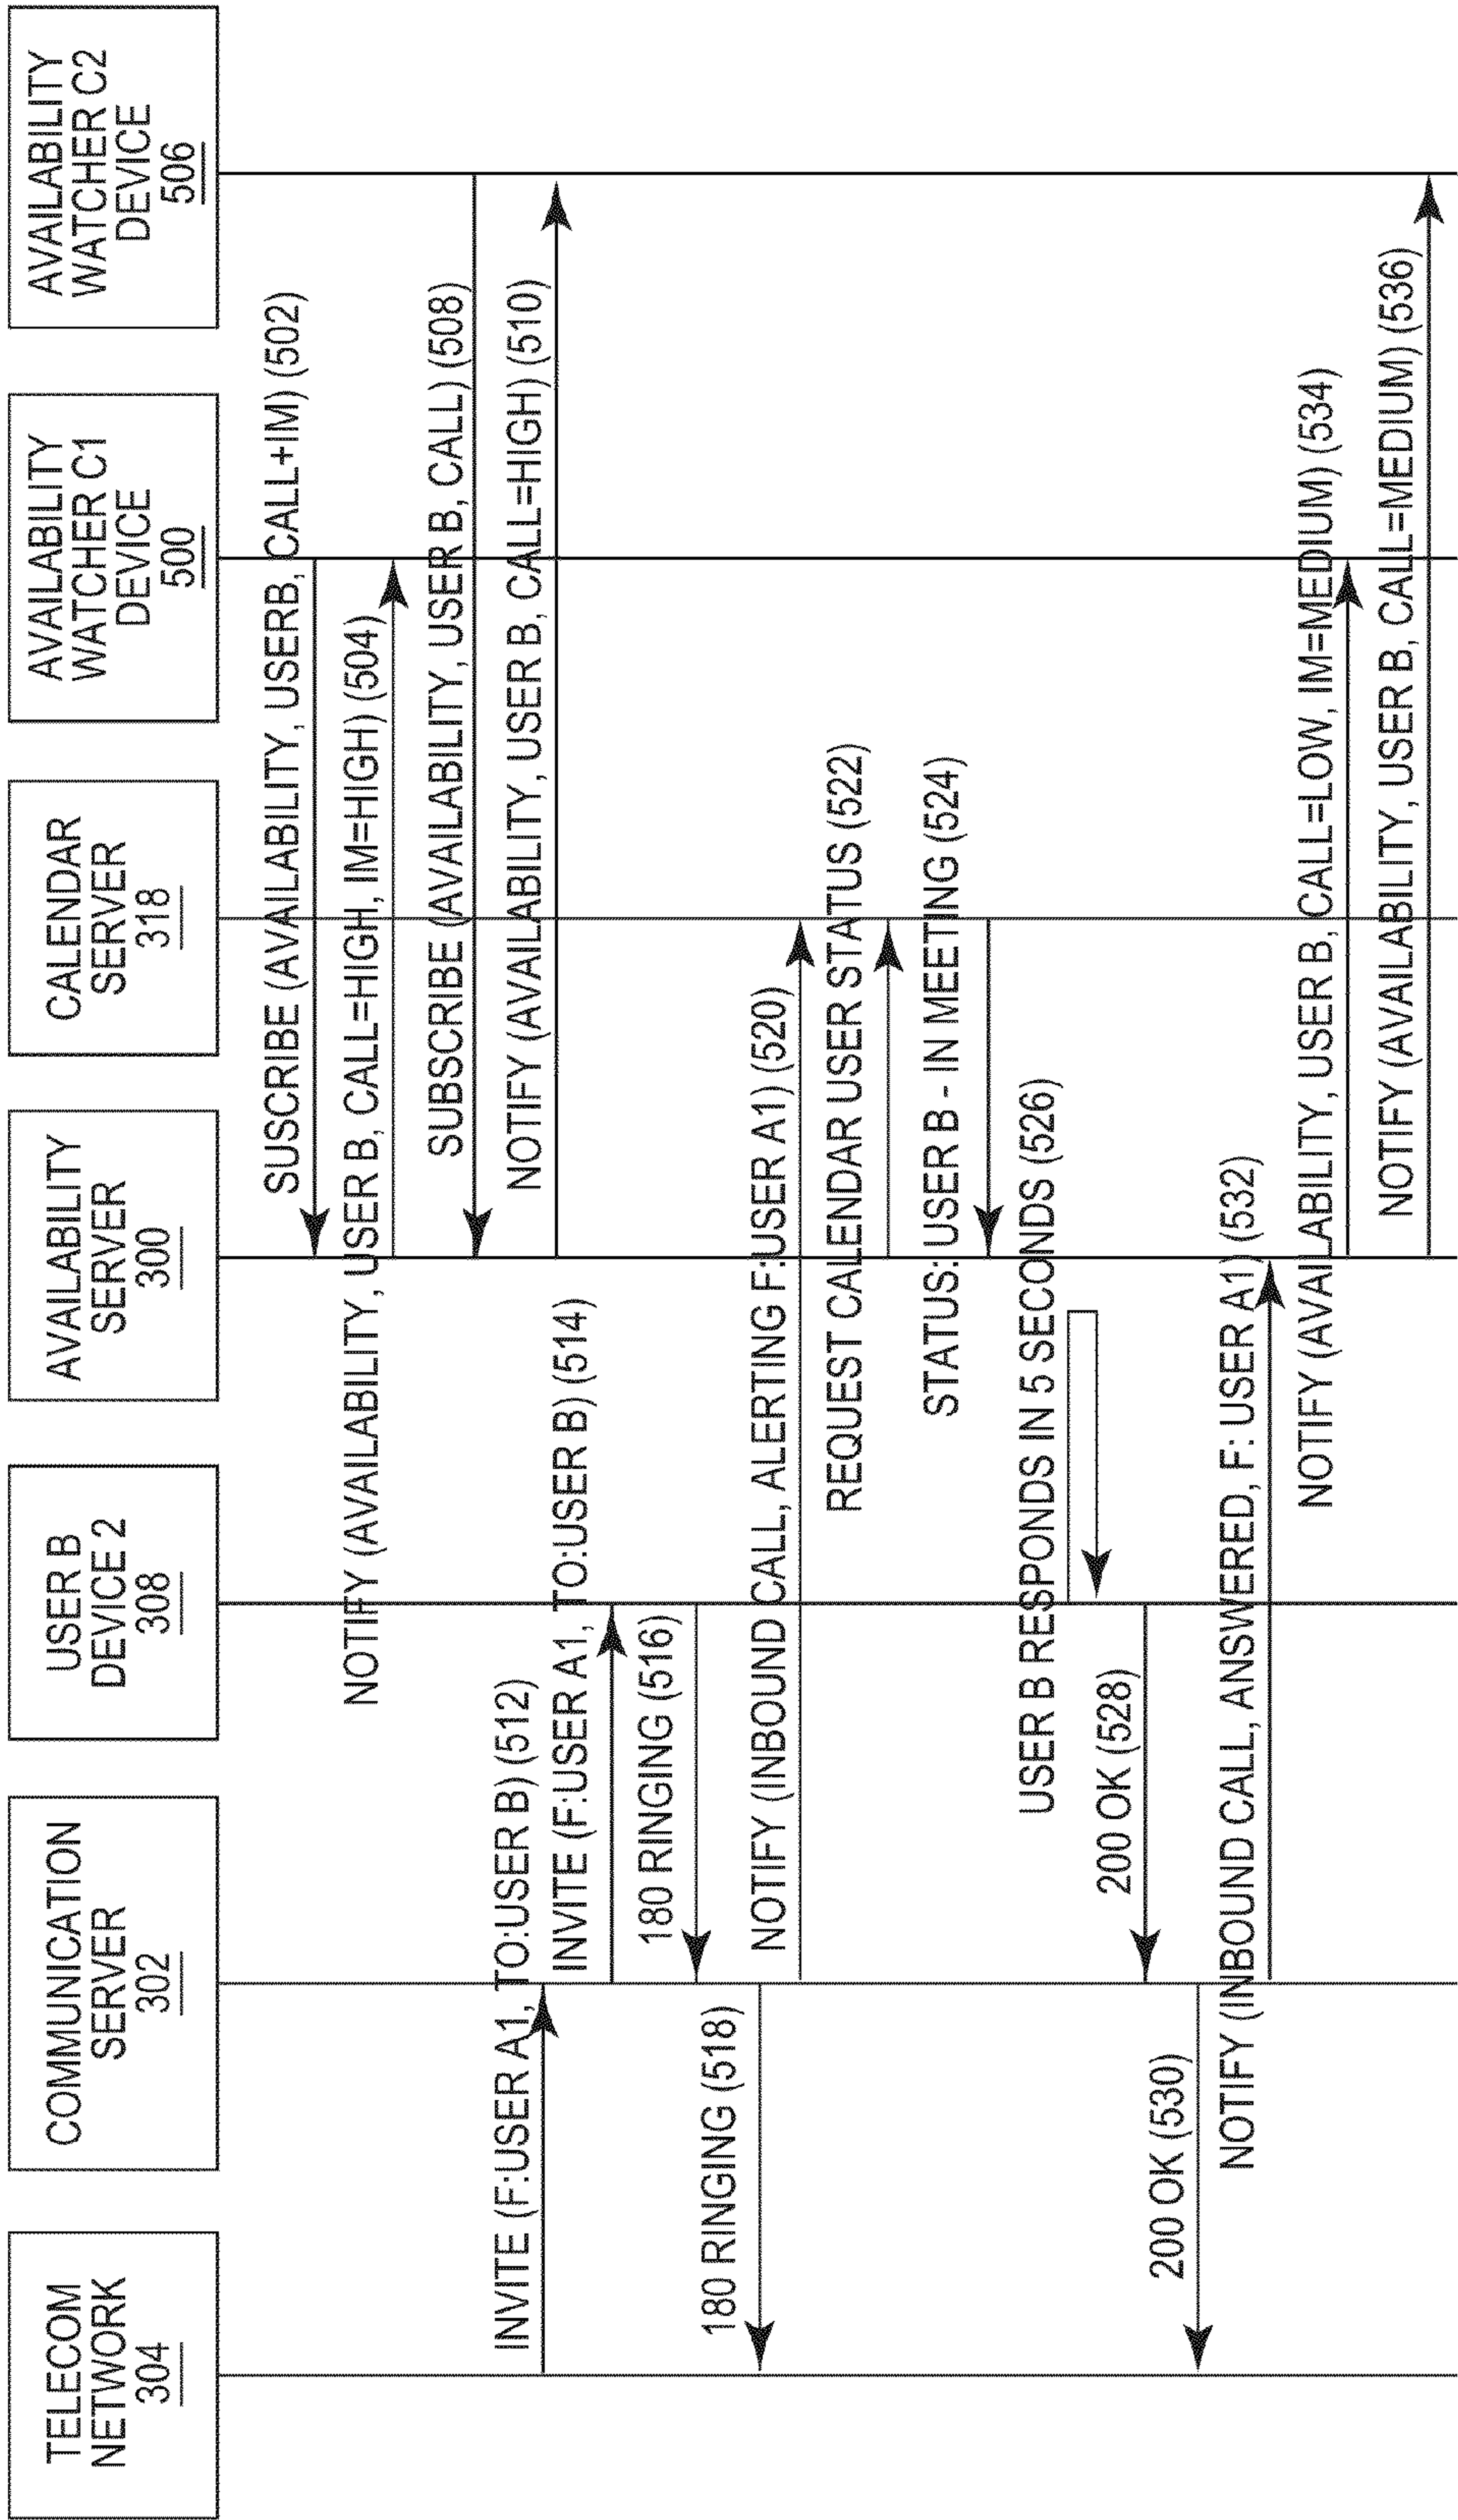 TELECOM
NETWORK
304
COMMUNICATION
SERVER
302
USER B
DEVICE 2
308
AVAILABILITY
SERVER
300
CALENDAR
SERVER
318
AVAILABILITY
WATCHER C1
DEVICE
500
AVAILABILITY
WATCHER C2
DEVICE
506
SUSCRIBE (AVAILABILITY, USERB, CALL+IM) (502)
NOTIFY (AVAILABILITY, USER B, CALL=HIGH, IM=HIGH) (504)
SUBSCRIBE (AVAILABILITY, USER B, CALL) (508)
NOTIFY (AVAILABILITY, USER B, CALL=HIGH) (510)
INVITE (F:USER A1, TO:USER B) (512)
INVITE (F:USER A1, TO:USER B) (514)
180 RINGING (516)
180 RINGING (518)
NOTIFY (INBOUND CALL, ALERTING F:USER A1) (520)
REQUEST CALENDAR USER STATUS (522)
STATUS: USER B - IN MEETING (524)
USER B RESPONDS IN 5 SECONDS (526)
200 OK (528)
200 OK (530)
NOTIFY (INBOUND CALL, ANSWERED, F: USER A1) (532)
NOTIFY (AVAILABILITY, USER B, CALL=LOW, IM=MEDIUM) (534)
NOTIFY (AVAILABILITY, USER B, CALL=MEDIUM) (536)